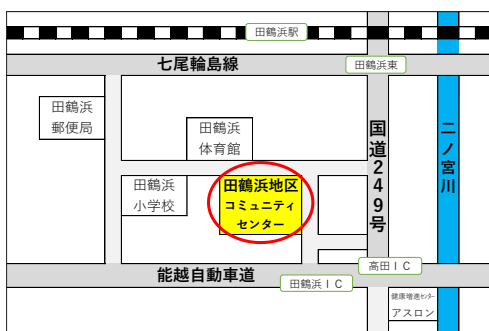 田鶴浜駅
七尾輪島線
田鶴浜東
田鶴浜
郵便局
田鶴浜
体育館
国道249号
二ノ宮川
田鶴浜
小学校
田鶴浜地区
コミュニティ
センター
高田IC
能越自動車道
田鶴浜IC
健康増進センター
アスロン